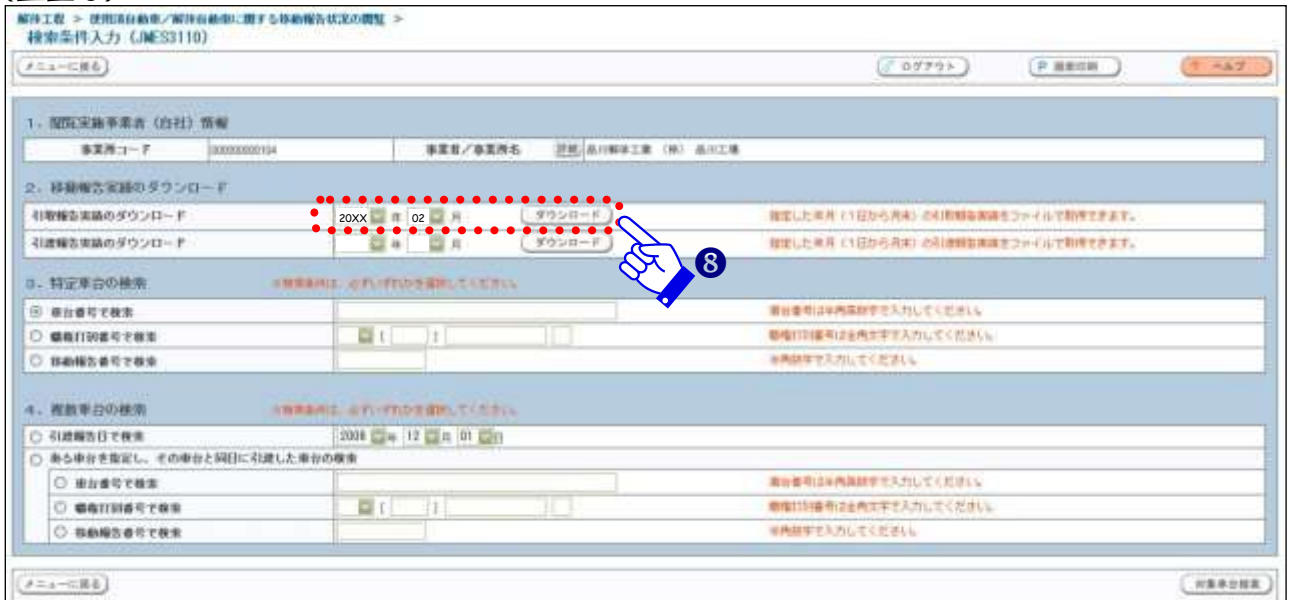 解体工程 > 使用済自動車/解体自動車に関する移動報告状況の閲覧 >
検索条件入力 (JMES3110)
メニューに戻る ログアウト 画面印刷 ヘルプ
1. 閲覧実施事業者（自社）情報
事業所コード 000000000104 事業者/事業所名 品川解体工業（株） 品川工場
2. 移動報告実績のダウンロード
引取報告実績のダウンロード 20XX 年 02 月 ダウンロード 指定した年月（1日から月末）の引取報告実績をファイルで取得できます。
引渡報告実績のダウンロード 年 月 ダウンロード 指定した年月（1日から月末）の引渡報告実績をファイルで取得できます。
8
3. 特定車台の検索 ※検索条件は、必ずいずれかを選択してください。
車台番号で検索 車台番号は半角英数字で入力してください。
職権打刻番号で検索 [ ] 職権打刻番号は全角文字で入力してください。
移動報告番号で検索 半角数字で入力してください。
4. 複数車台の検索 ※検索条件は、必ずいずれかを選択してください。
引渡報告日で検索 2008 年 12 月 01 日
ある車台を指定し、その車台と同日に引渡した車台の検索
車台番号で検索 車台番号は半角英数字で入力してください。
職権打刻番号で検索 [ ] 職権打刻番号は全角文字で入力してください。
移動報告番号で検索 半角数字で入力してください。
メニューに戻る 対象車台検索